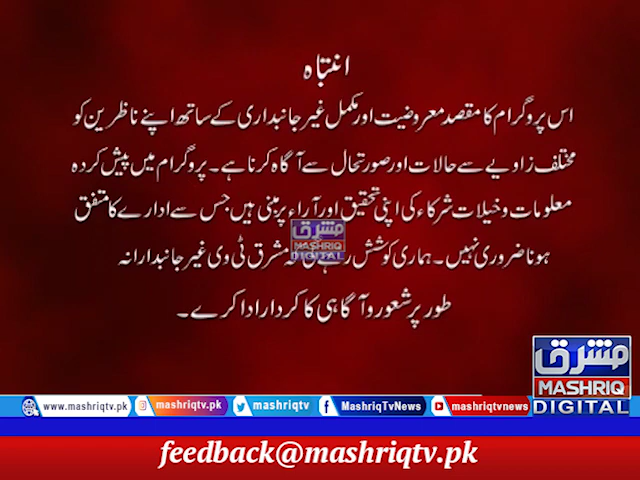 انتباہ
اس پروگرام کا مقصد معروضیت اور مکمل غیر جانبداری کے ساتھ اپنے ناظرین کو
مختلف زاویے سے حالات اور صورتحال سے آگاہ کرنا ہے۔ پروگرام میں پیش کردہ
معلومات و خیالات شرکاء کی اپنی تحقیق اور آراء پر مبنی ہیں جس سے ادارے کا متفق
مشرق
MASHRIQ
DIGITAL
ہونا ضروری نہیں۔ ہماری کوشش رہے مشرق ٹی وی غیر جانبدارانہ
طور پر شعور و آگاہی کا کردار ادا کرے۔
مشرق
MASHRIQ
DIGITAL
www.mashriqtv.pk mashriqtv.pk mashriqtv MashriqTvNews mashriqtvnews
feedback@mashriqtv.pk